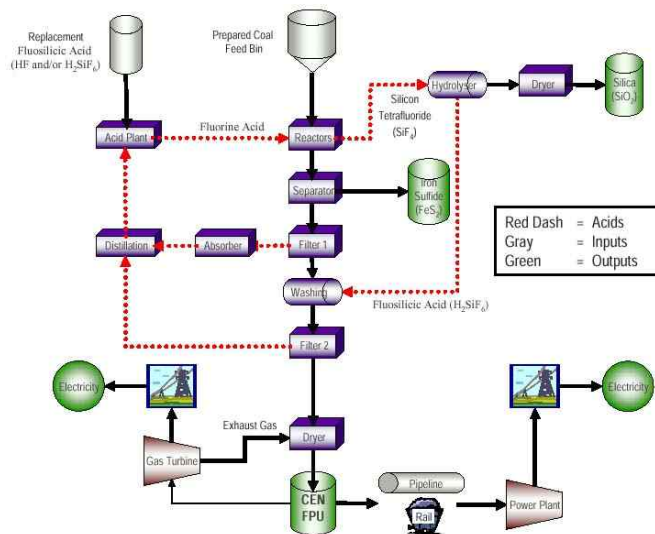 Replacement
Fluosilicic Acid
(HF and/or H₂SiF₆)
Prepared Coal
Feed Bin
Hydrolyser
Dryer
Silica
(SiO₂)
Silicon
Tetrafluoride
(SiF₄)
Fluorine Acid
Acid Plant
Reactors
Separator
Iron
Sulfide
(FeS₂)
Red Dash = Acids
Gray = Inputs
Green = Outputs
Distillation
Absorber
Filter 1
Washing
Fluosilicic Acid (H₂SiF₆)
Filter 2
Electricity
Electricity
Exhaust Gas
Dryer
Gas Turbine
CEN
FPU
Pipeline
Rail
Power Plant